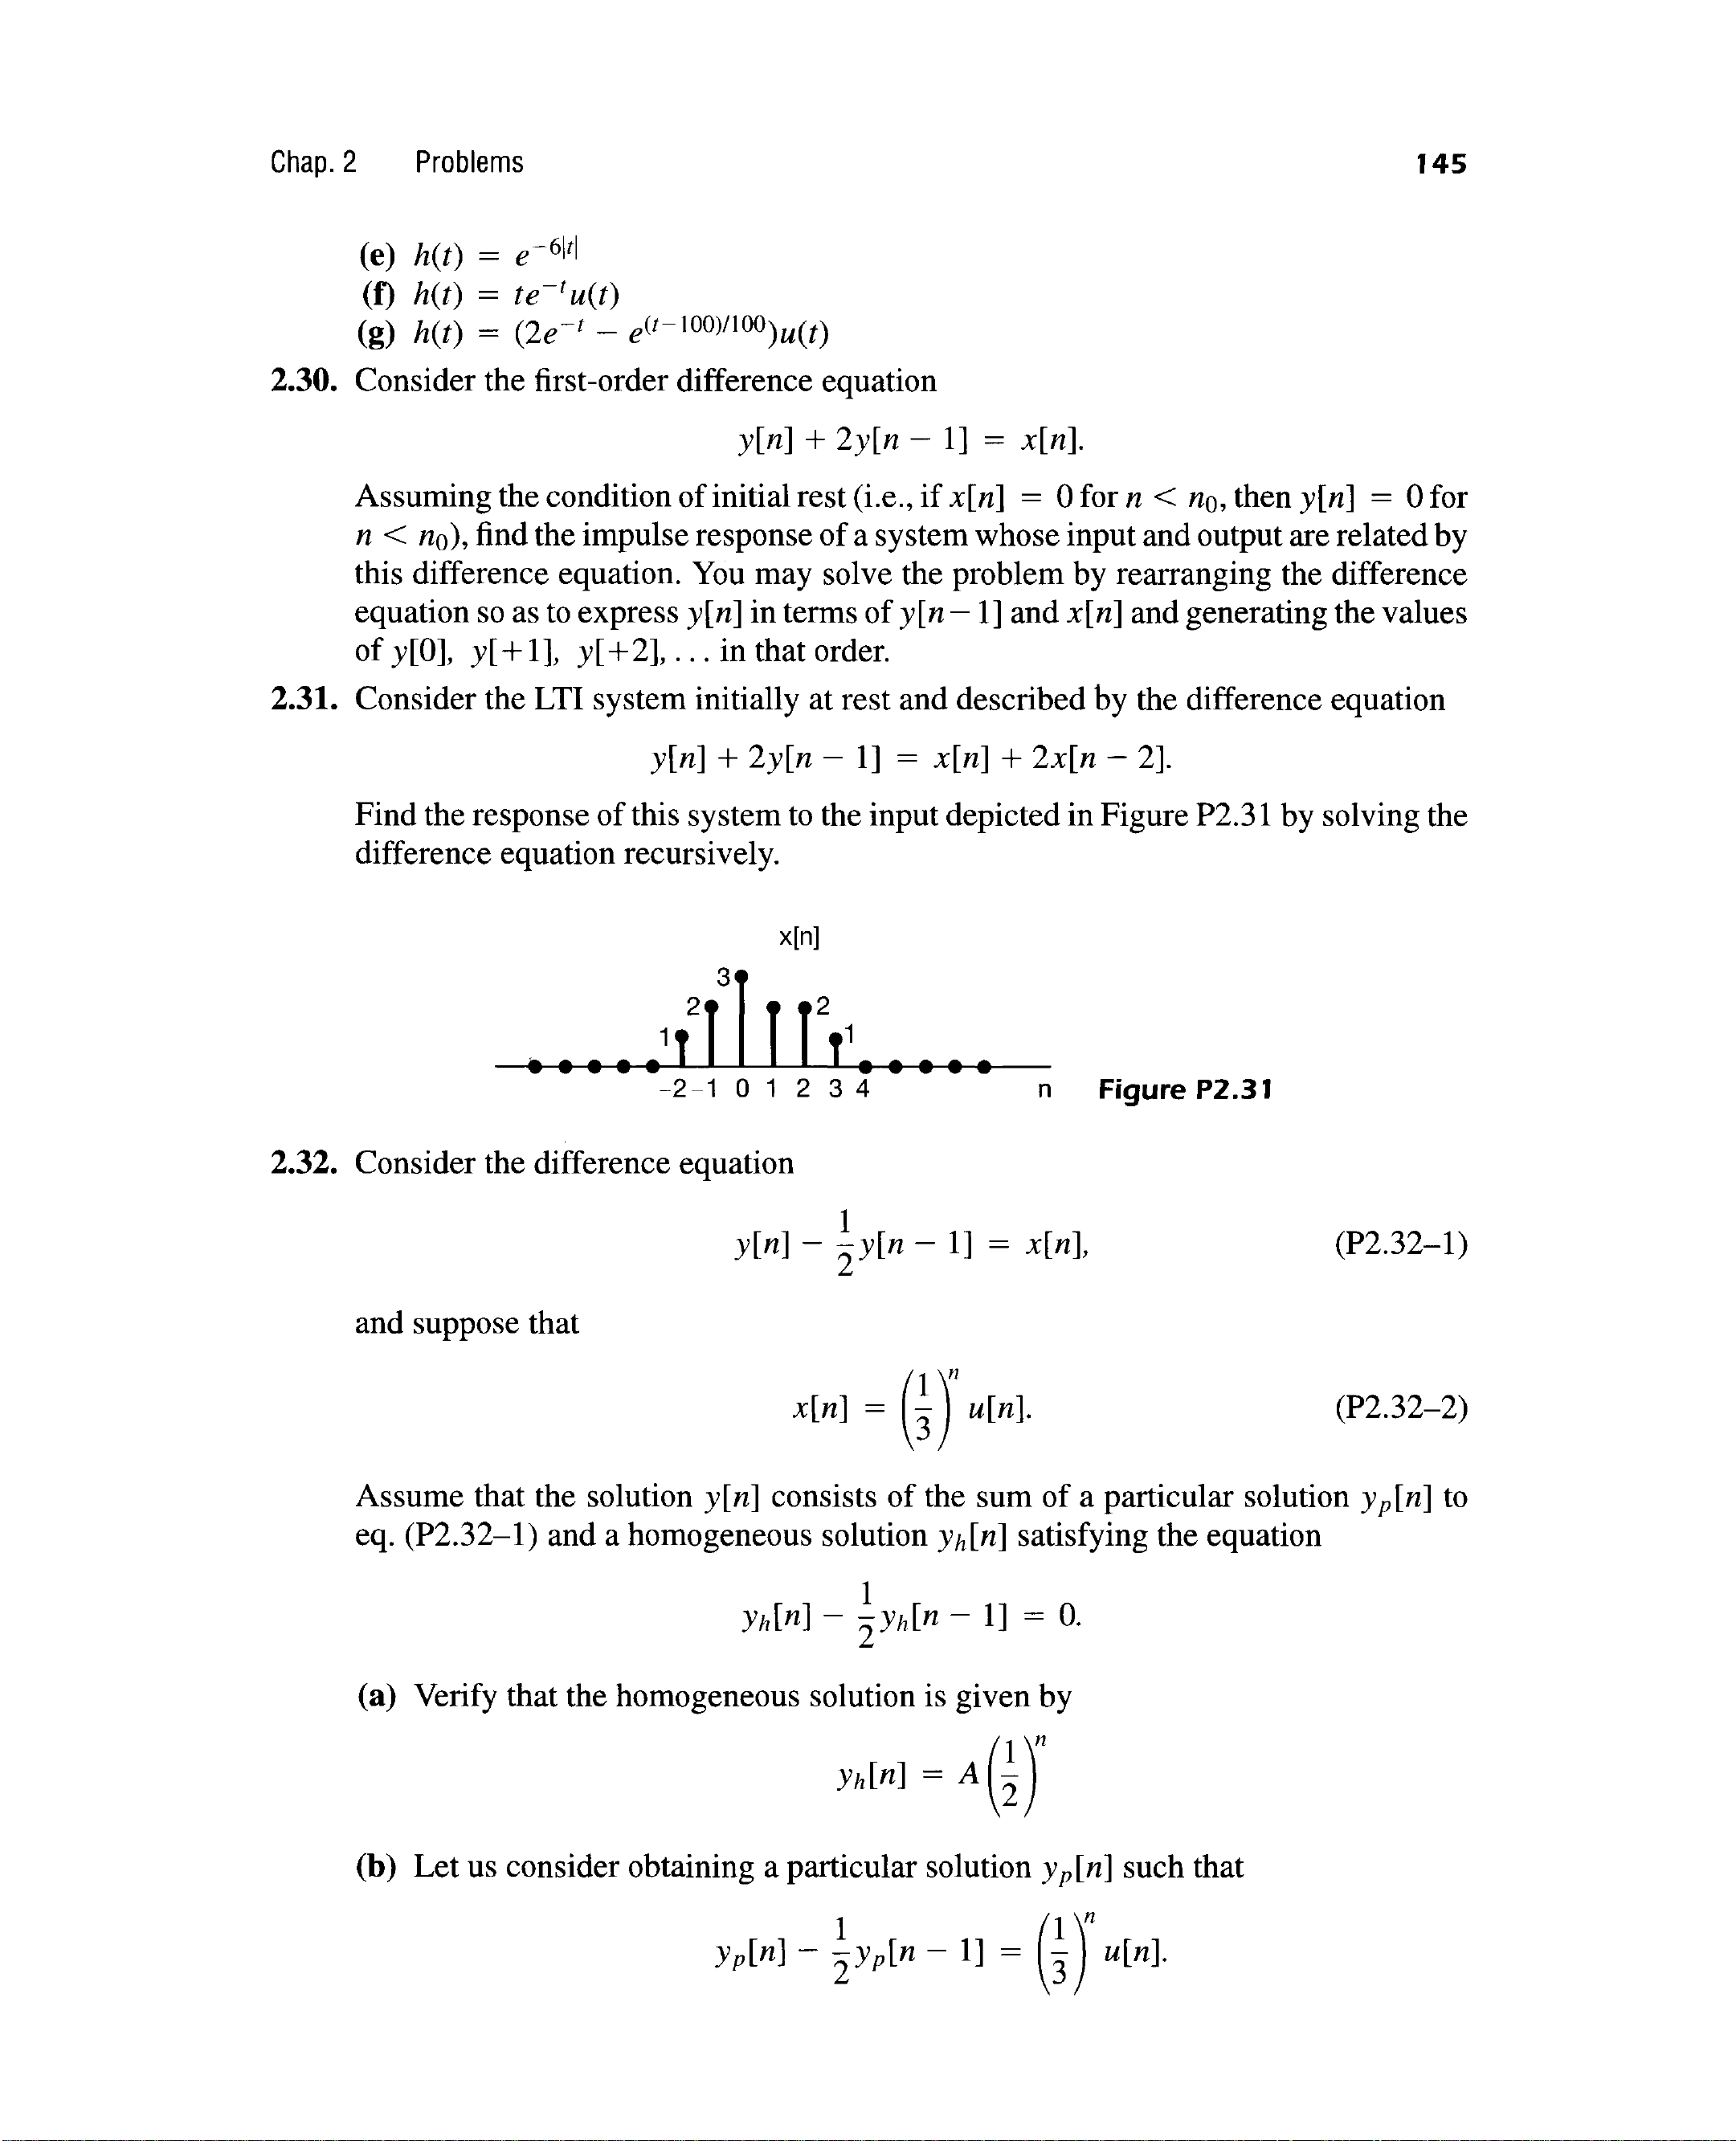 Chap. 2 Problems 145
(e) h(t) = e^{-6|t|}
(f) h(t) = te^{-t}u(t)
(g) h(t) = (2e^{-t} − e^{(t−100)/100})u(t)
2.30. Consider the first-order difference equation
y[n] + 2y[n − 1] = x[n].
Assuming the condition of initial rest (i.e., if x[n] = 0 for n < n₀, then y[n] = 0 for
n < n₀), find the impulse response of a system whose input and output are related by
this difference equation. You may solve the problem by rearranging the difference
equation so as to express y[n] in terms of y[n − 1] and x[n] and generating the values
of y[0], y[+1], y[+2], ... in that order.
2.31. Consider the LTI system initially at rest and described by the difference equation
y[n] + 2y[n − 1] = x[n] + 2x[n − 2].
Find the response of this system to the input depicted in Figure P2.31 by solving the
difference equation recursively.
x[n]
3
2 2
1 1
-2 -1 0 1 2 3 4 n Figure P2.31
2.32. Consider the difference equation
y[n] − \frac{1}{2}y[n − 1] = x[n], (P2.32–1)
and suppose that
x[n] = (\frac{1}{3})^n u[n]. (P2.32–2)
Assume that the solution y[n] consists of the sum of a particular solution y_p[n] to
eq. (P2.32–1) and a homogeneous solution y_h[n] satisfying the equation
y_h[n] − \frac{1}{2}y_h[n − 1] = 0.
(a) Verify that the homogeneous solution is given by
y_h[n] = A(\frac{1}{2})^n
(b) Let us consider obtaining a particular solution y_p[n] such that
y_p[n] − \frac{1}{2}y_p[n − 1] = (\frac{1}{3})^n u[n].